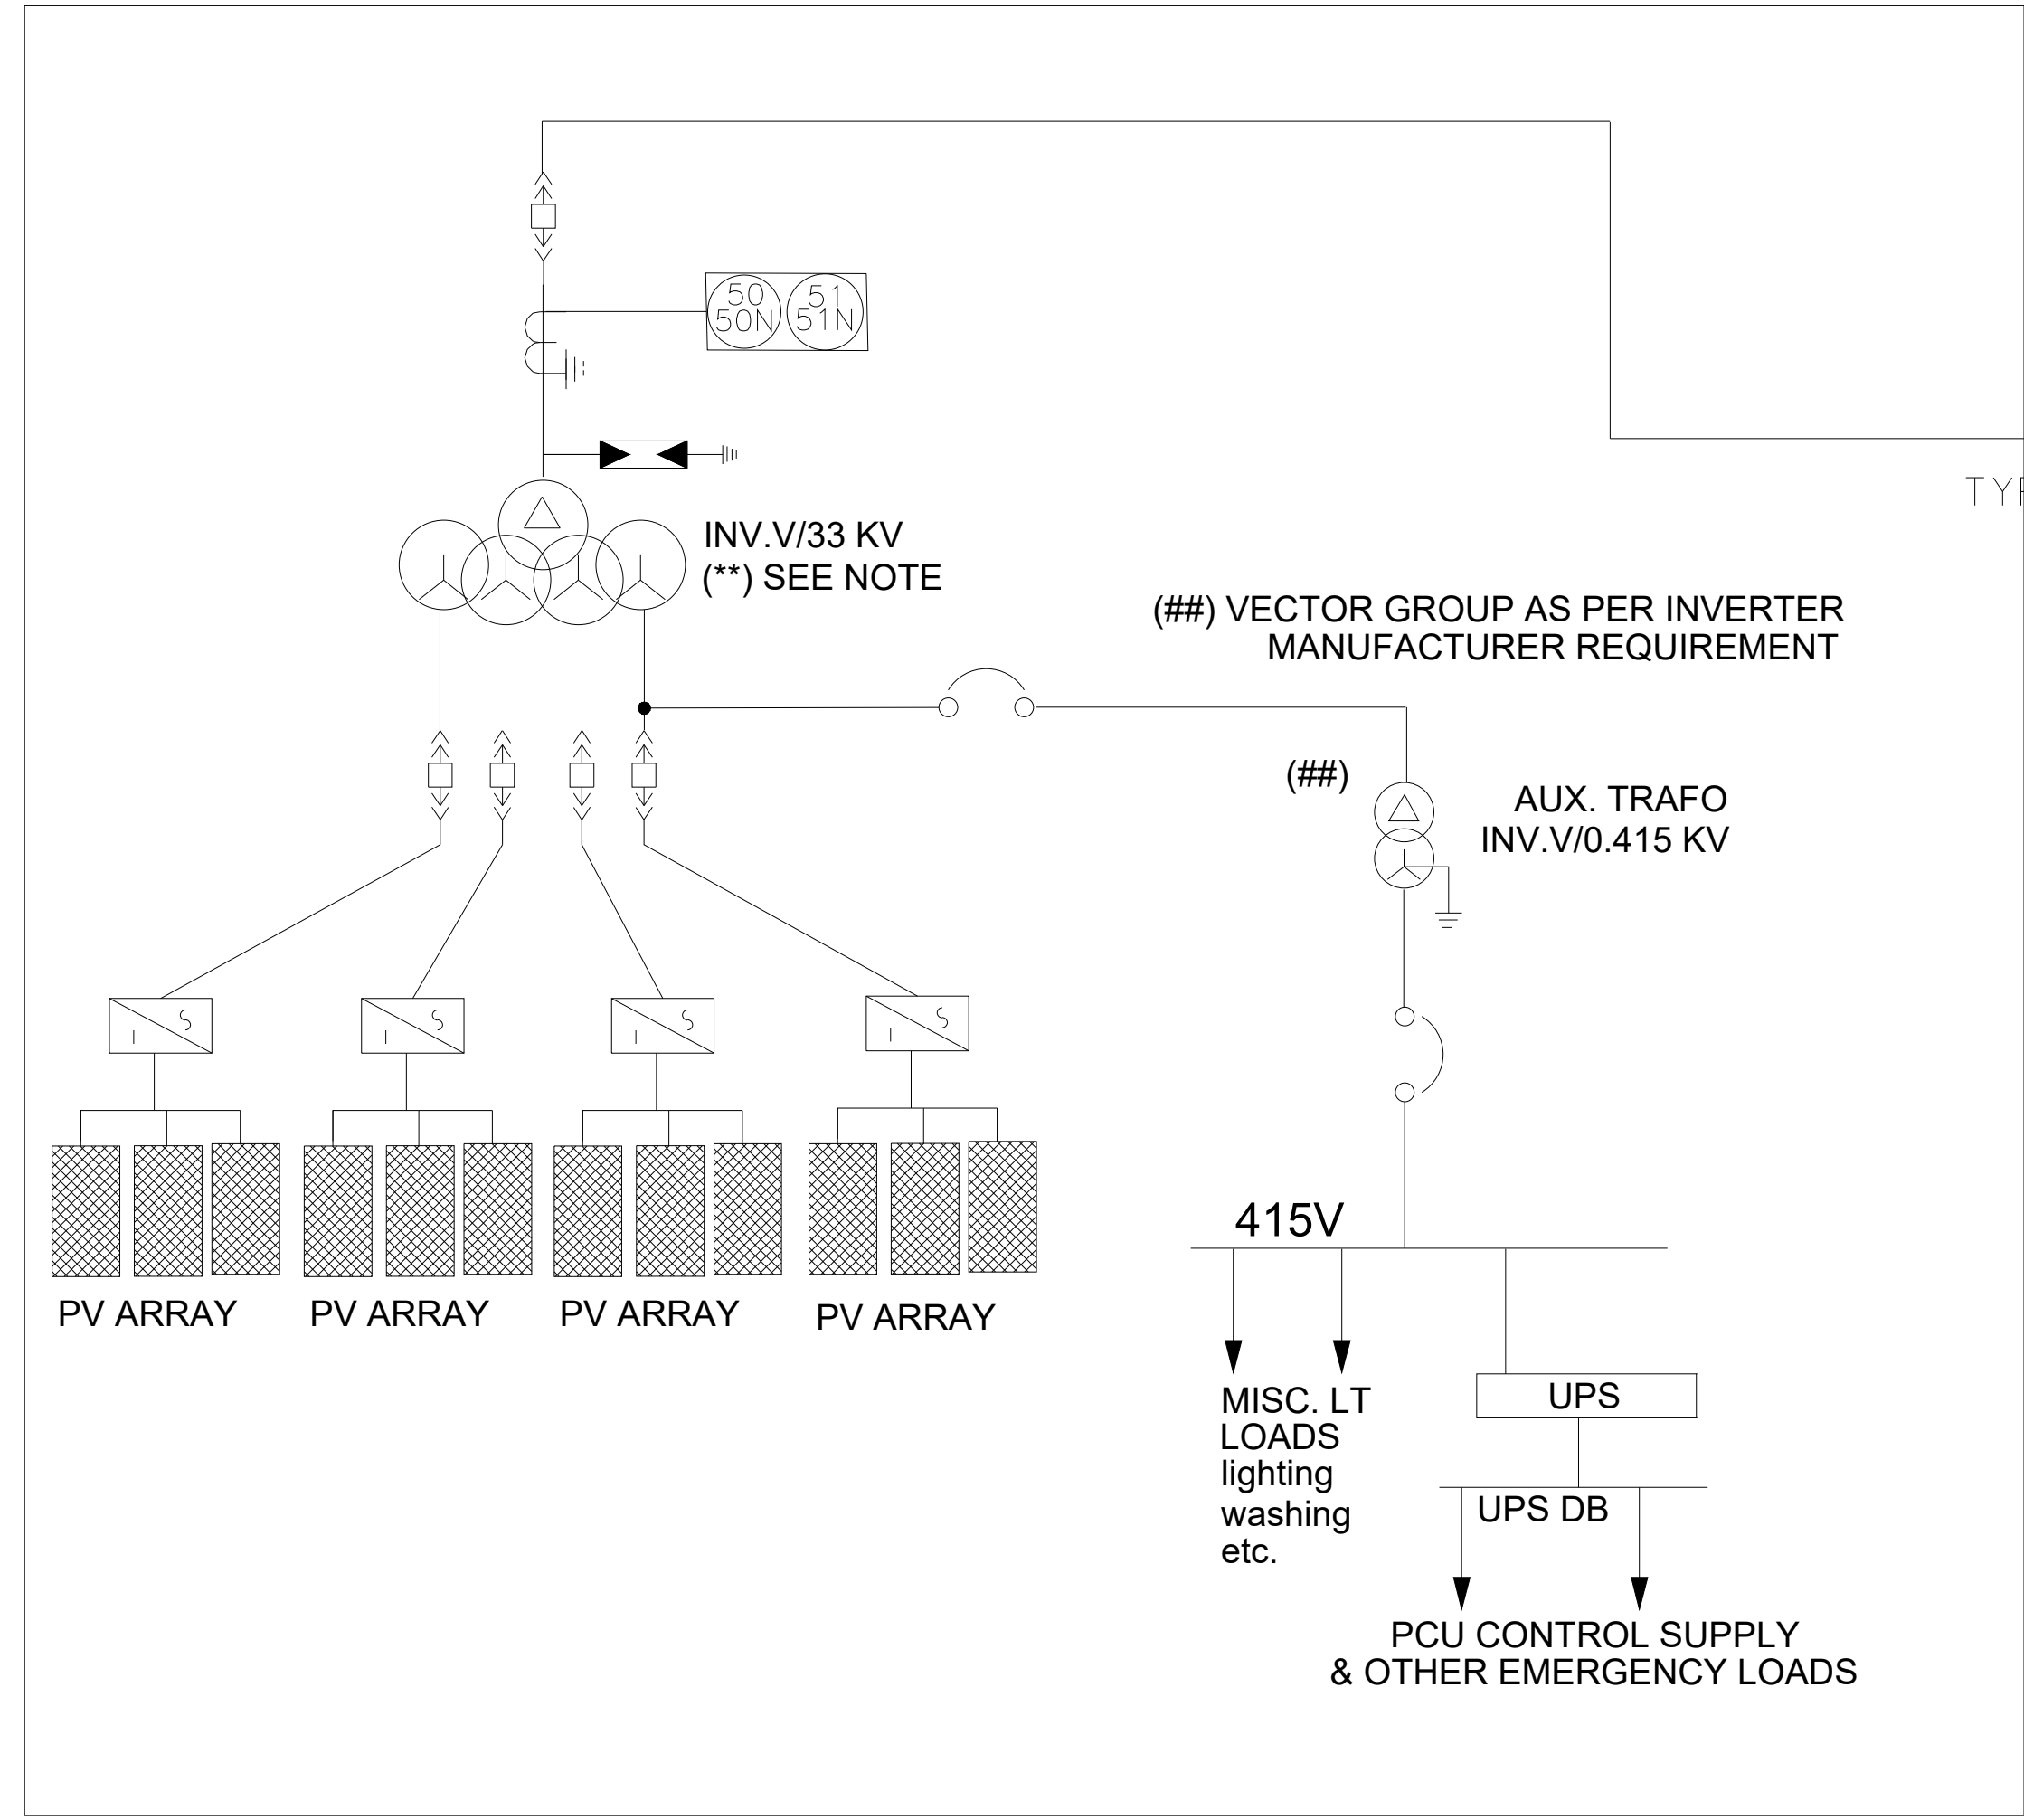 50
50N
51
51N
INV.V/33 KV
(**) SEE NOTE
TYP
(##) VECTOR GROUP AS PER INVERTER
MANUFACTURER REQUIREMENT
(##)
AUX. TRAFO
INV.V/0.415 KV
415V
PV ARRAY
PV ARRAY
PV ARRAY
PV ARRAY
MISC. LT
LOADS
lighting
washing
etc.
UPS
UPS DB
PCU CONTROL SUPPLY
& OTHER EMERGENCY LOADS